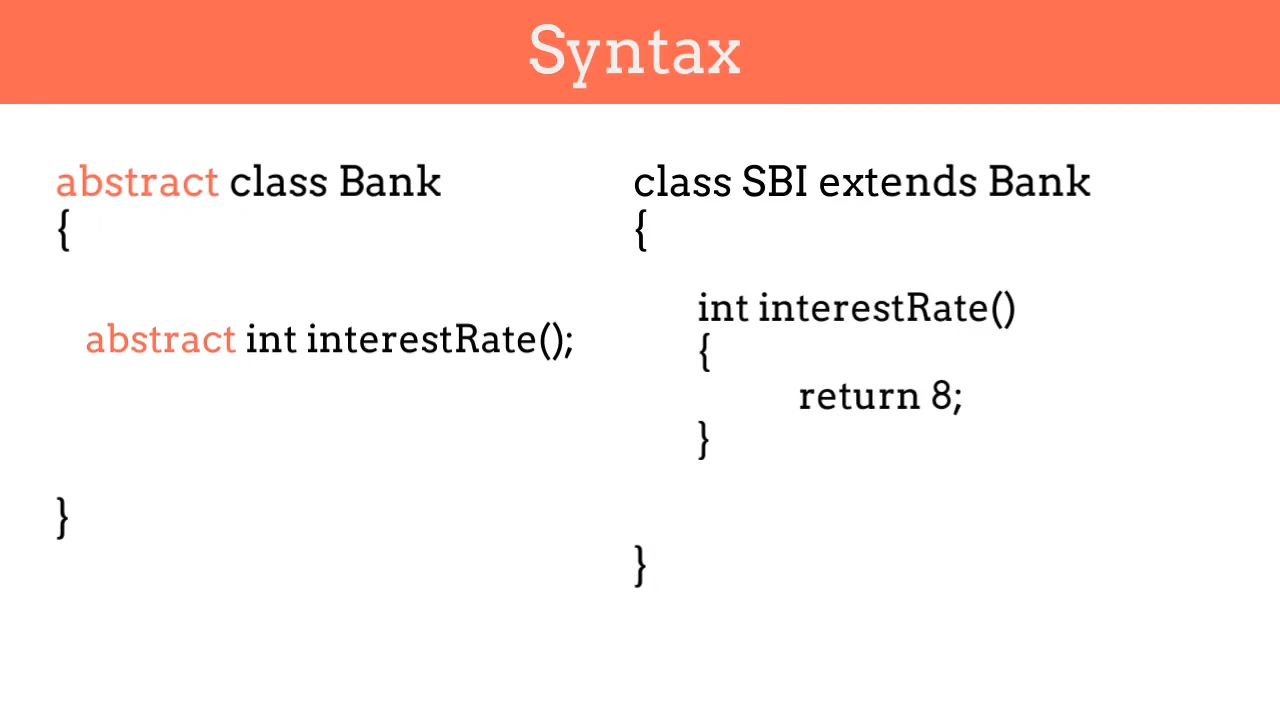 Syntax
abstract class Bank
{
abstract int interestRate();
}
class SBI extends Bank
{
int interestRate()
{
return 8;
}
}